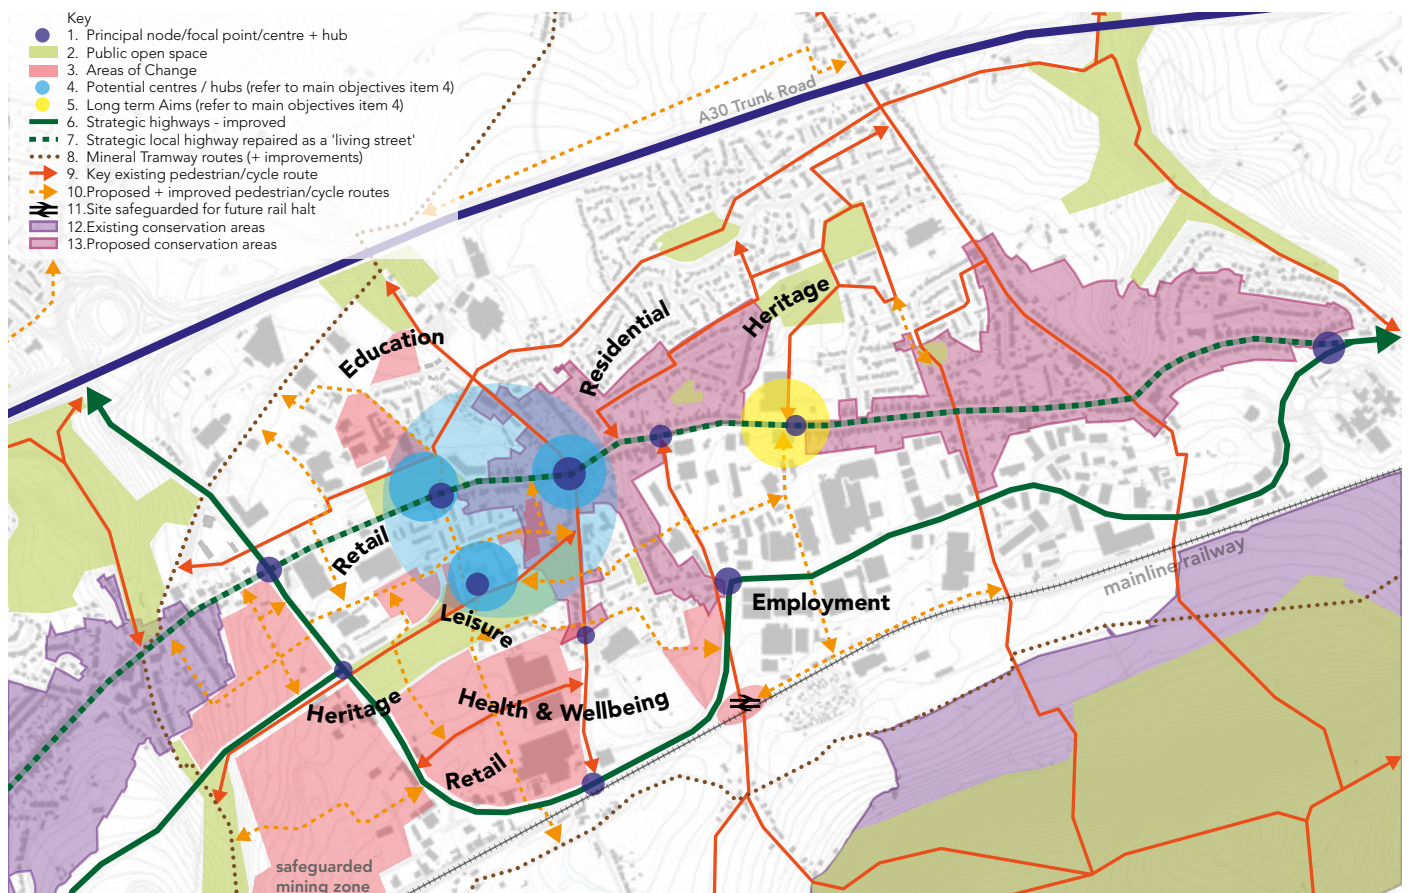 Key
1. Principal node/focal point/centre + hub
2. Public open space
3. Areas of Change
4. Potential centres / hubs (refer to main objectives item 4)
5. Long term Aims (refer to main objectives item 4)
6. Strategic highways - improved
7. Strategic local highway repaired as a 'living street'
8. Mineral Tramway routes (+ improvements)
9. Key existing pedestrian/cycle route
10.Proposed + improved pedestrian/cycle routes
11.Site safeguarded for future rail halt
12.Existing conservation areas
13.Proposed conservation areas
A30 Trunk Road
Education
Residential
Heritage
Retail
Leisure
Employment
mainline railway
Heritage
Health & Wellbeing
Retail
safeguarded
mining zone